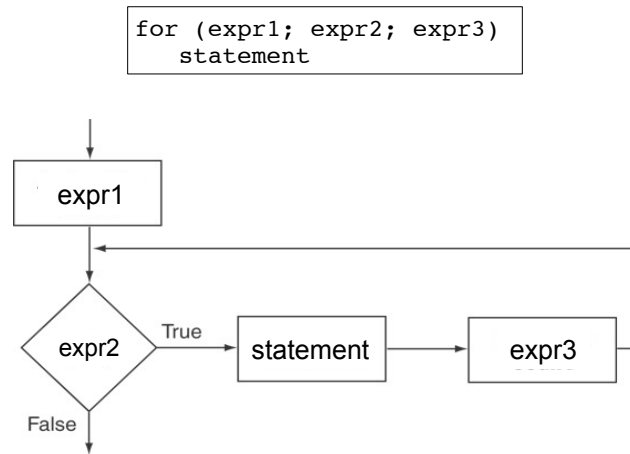 for (expr1; expr2; expr3)
statement
expr1
expr2
True
statement
expr3
False